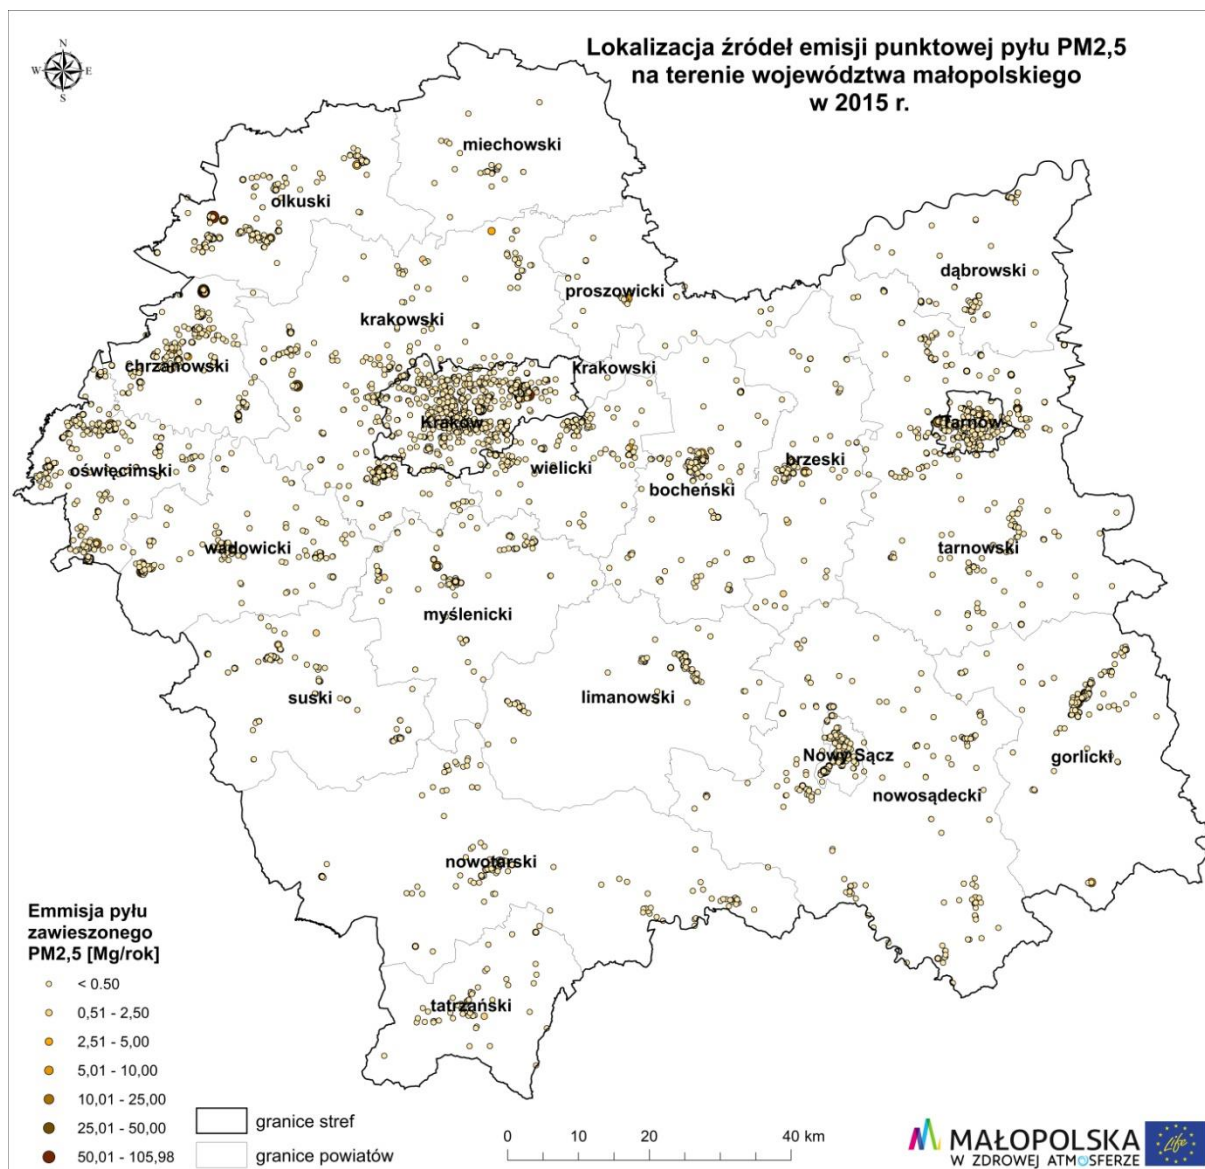 Lokalizacja źródeł emisji punktowej pyłu PM2,5
na terenie województwa małopolskiego
w 2015 r.
N
W E
S
miechowski
olkuski
dąbrowski
proszowicki
krakowski
chrzanowski
krakowski
Kraków
Tarnów
oświęcimski
wielicki
bocheński
brzeski
wadowicki
tarnowski
myślenicki
suski
limanowski
Nowy Sącz
gorlicki
nowosądecki
nowotarski
tatrzański
Emmisja pyłu
zawieszonego
PM2,5 [Mg/rok]
< 0.50
0,51 - 2,50
2,51 - 5,00
5,01 - 10,00
10,01 - 25,00
25,01 - 50,00
50,01 - 105,98
granice stref
granice powiatów
0 10 20 40 km
MAŁOPOLSKA
W ZDROWEJ ATMOSFERZE
Life